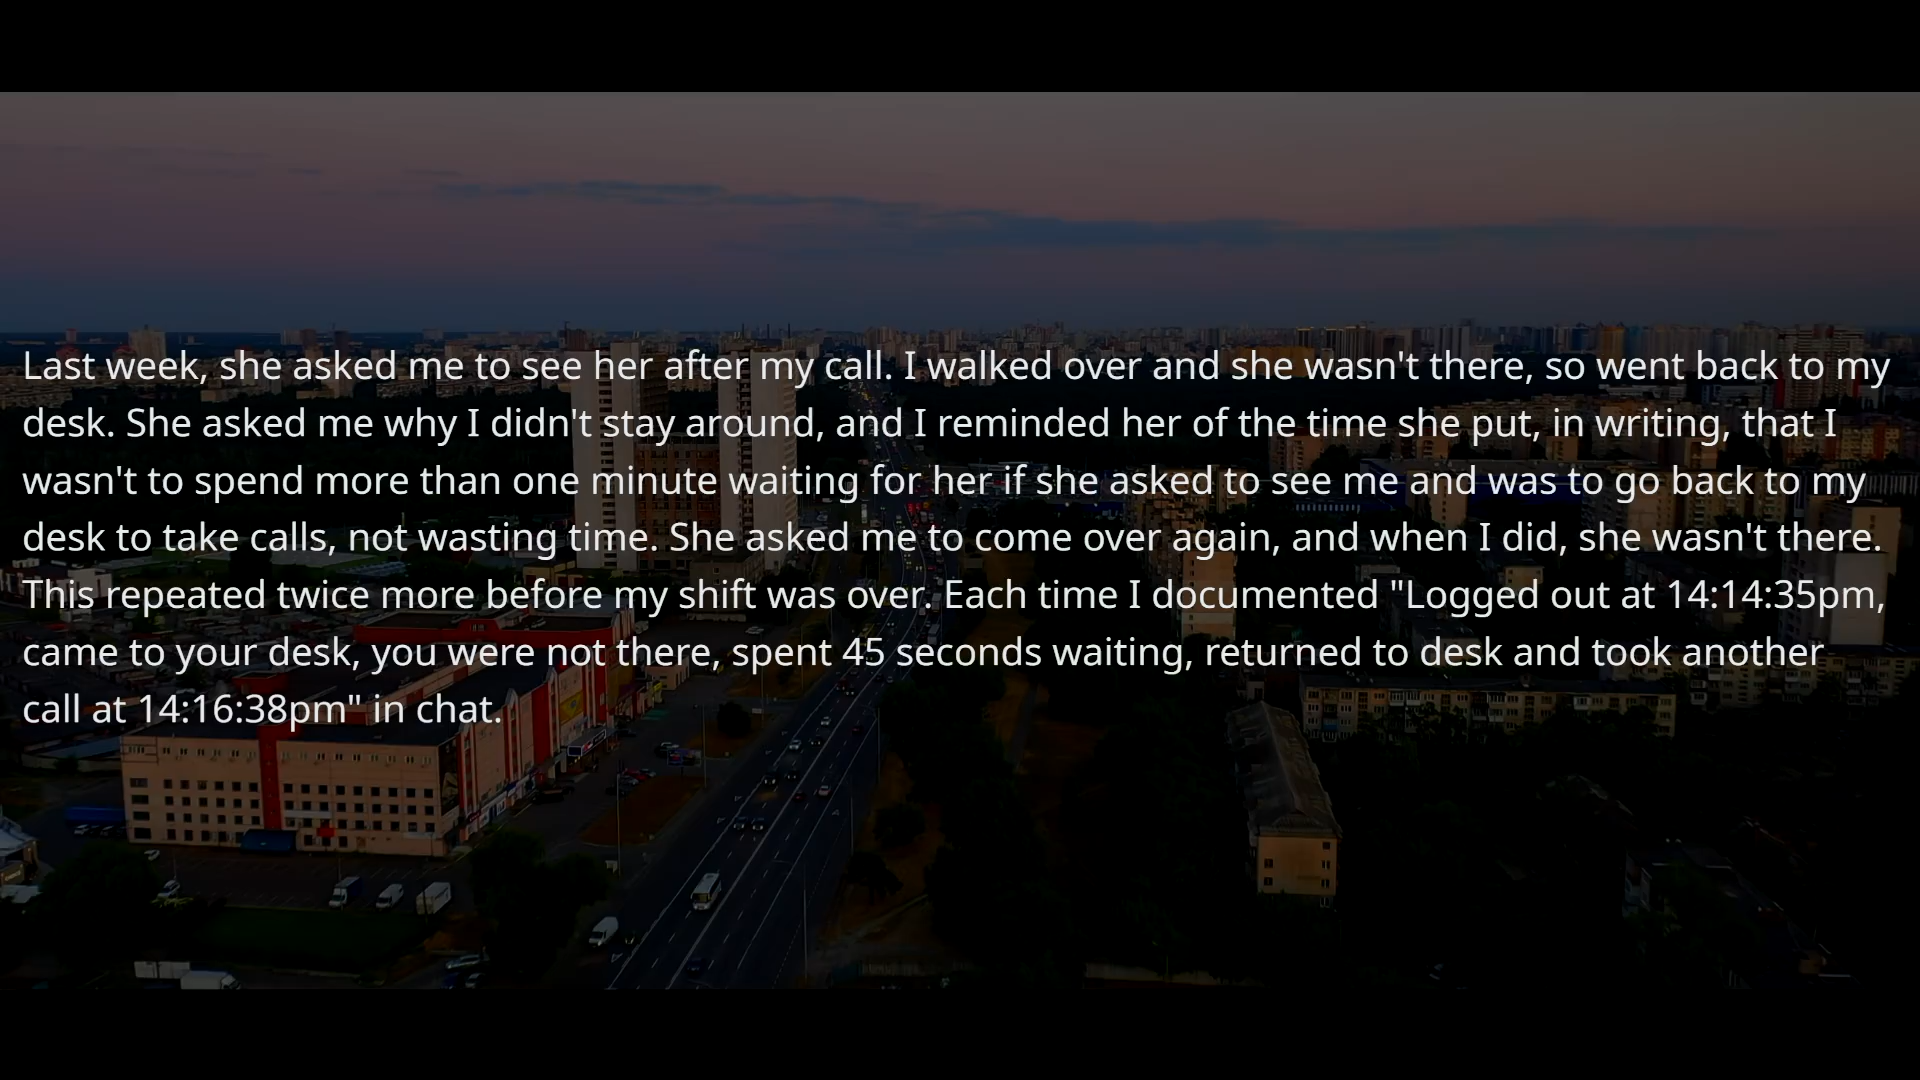 Last week, she asked me to see her after my call. I walked over and she wasn't there, so went back to my
desk. She asked me why I didn't stay around, and I reminded her of the time she put, in writing, that I
wasn't to spend more than one minute waiting for her if she asked to see me and was to go back to my
desk to take calls, not wasting time. She asked me to come over again, and when I did, she wasn't there.
This repeated twice more before my shift was over. Each time I documented "Logged out at 14:14:35pm,
came to your desk, you were not there, spent 45 seconds waiting, returned to desk and took another
call at 14:16:38pm" in chat.